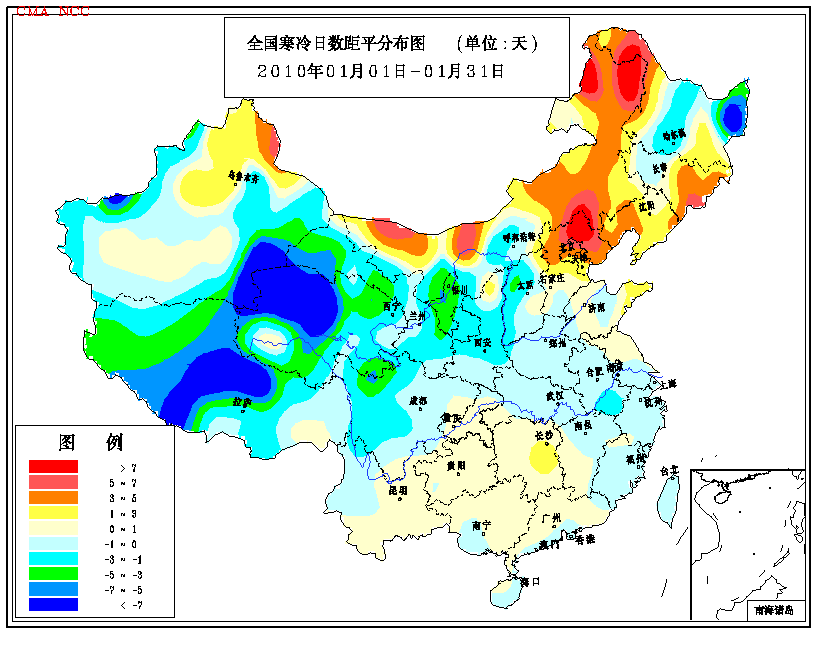 CMA NCC
全国寒冷日数距平分布图 (单位:天)
2010年01月01日-01月31日
哈尔滨
长春
乌鲁木齐
沈阳
呼和浩特
北京
天津
石家庄
太原
银川
西宁
兰州
济南
西安
郑州
合肥 南京
上海
拉萨
成都
武汉
杭州
重庆
南昌
长沙
贵阳
福州
台北
昆明
南宁
广州
澳门
香港
海口
图 例
> 7
5 ~ 7
3 ~ 5
1 ~ 3
0 ~ 1
-1 ~ 0
-3 ~ -1
-5 ~ -3
-7 ~ -5
< -7
南海诸岛